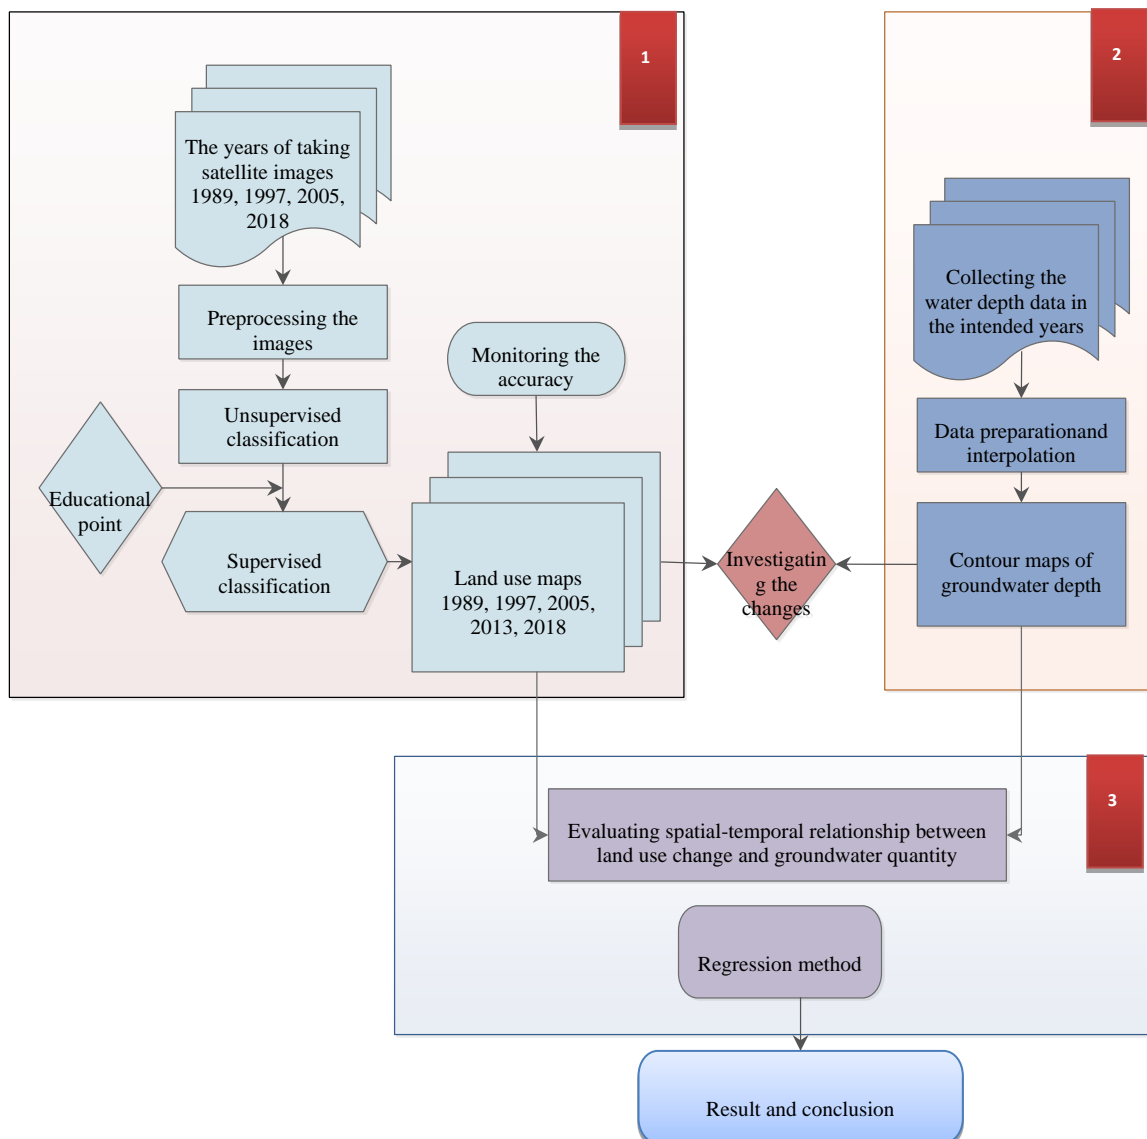 1
The years of taking
satellite images
1989, 1997, 2005,
2018
Preprocessing the
images
Unsupervised
classification
Educational
point
Supervised
classification
Monitoring the
accuracy
Land use maps
1989, 1997, 2005,
2013, 2018
Investigatin
g the
changes
2
Collecting the
water depth data in
the intended years
Data preparationand
interpolation
Contour maps of
groundwater depth
3
Evaluating spatial-temporal relationship between
land use change and groundwater quantity
Regression method
Result and conclusion